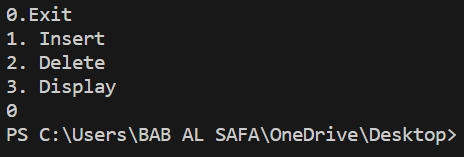 0.Exit
1. Insert
2. Delete
3. Display
0
PS C:\Users\BAB AL SAFA\OneDrive\Desktop>